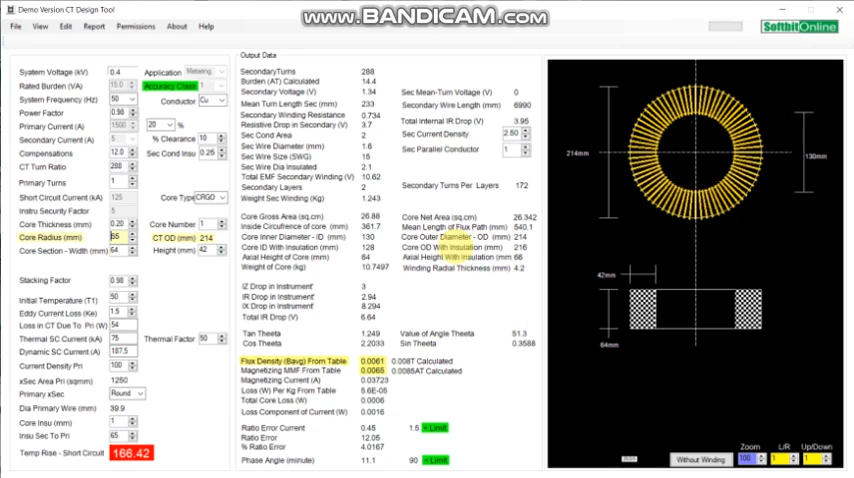 Demo Version CT Design Tool
www.BANDICAM.com
File View Edit Report Permissions About Help
SoftbitOnline
System Voltage (kV) 0.4 Application Metering
Rated Burden (VA) 15.0 Accuracy Class 1
System Frequency (Hz) 50 Conductor Cu
Power Factor 0.98
Primary Current (A) 1500 20 %
Secondary Current (A) 5 % Clearance 10
Compensations 12.0 Sec Cond Insu 0.25
CT Turn Ratio 288
Primary Turns 1
Short Circuit Current (kA) 125 Core Type CRGO
Instru Security Factor 5
Core Thickness (mm) 0.20 Core Number 1
Core Radius (mm) 65 CT OD (mm) 214
Core Section - Width (mm) 64 Height (mm) 42
Stacking Factor 0.98
Initial Temperature (T1) 50
Eddy Current Loss (Ke) 1.5
Loss in CT Due To Pri (W) 54
Thermal SC Current (kA) 75 Thermal Factor 50
Dynamic SC Current (A) 187.5
Current Density Pri 100
xSec Area Pri (sqmm) 1250
Primary xSec Round
Dia Primary Wire (mm) 39.9
Core Insu (mm) 1
Insu Sec To Pri 65
Temp Rise - Short Circuit 166.42
Output Data
SecondaryTurns 288
Burden (AT) Calculated 14.4
Secondary Voltage (V) 1.34 Sec Mean-Turn Voltage (V) 0
Mean Turn Length Sec (mm) 233 Secondary Wire Length (mm) 6990
Secondary Winding Resistance 0.734
Resistive Drop in Secondary (V) 3.7 Total Internal IR Drop (V) 3.95
Sec Cond Area 2 Sec Current Density 2.50
Sec Wire Diameter (mm) 1.6
Sec Wire Size (SWG) 15 Sec Parallel Conductor 1
Sec Wire Dia Insulated 2.1
Total EMF Secondary Winding (V) 10.62
Secondary Layers 2 Secondary Turns Per Layers 172
Weight Sec Winding (Kg) 1.243
Core Gross Area (sq.cm) 26.88 Core Net Area (sq.cm) 26.342
Inside Circulfrence of core (mm) 361.7 Mean Length of Flux Path (mm) 540.1
Core Inner Diameter - ID (mm) 130 Core Outer Diameter - OD (mm) 214
Core ID With Insulation (mm) 128 Core OD With Insulation (mm) 216
Axial Height of Core (mm) 64 Axial Height With Insulation (mm) 66
Weight of Core (kg) 10.7497 Winding Radial Thickness (mm) 4.2
IZ Drop in Instrument' 3
IR Drop in Instrument' 2.94
IX Drop in Instrument' 8.294
Total IR Drop (V) 6.64
Tan Theeta 1.249 Value of Angle Theeta 51.3
Cos Theeta 2.2033 Sin Theeta 0.3588
Flux Density (Bavg) From Table 0.0061 0.008T Calculated
Magnetizing MMF From Table 0.0065 0.0085AT Calculated
Magnetizing Current (A) 0.03723
Loss (W) Per Kg From Table 5.6E-05
Total Core Loss (W) 0.0006
Loss Component of Current (W) 0.0016
Ratio Error Current 0.45 1.5 < Limit
Ratio Error 12.05
% Ratio Error 4.0167
Phase Angle (minute) 11.1 90 < Limit
214mm
130mm
42mm
64mm
Without Winding
Zoom L/R Up/Down
100 1 1